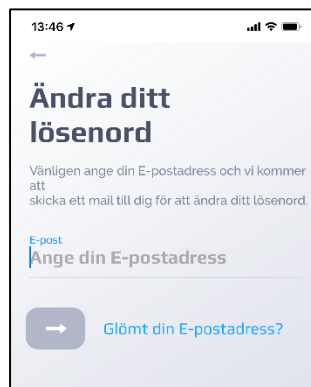 13:46
Ändra ditt
lösenord
Vänligen ange din E-postadress och vi kommer
att
skicka ett mail till dig för att ändra ditt lösenord.
E-post
Ange din E-postadress
Glömt din E-postadress?